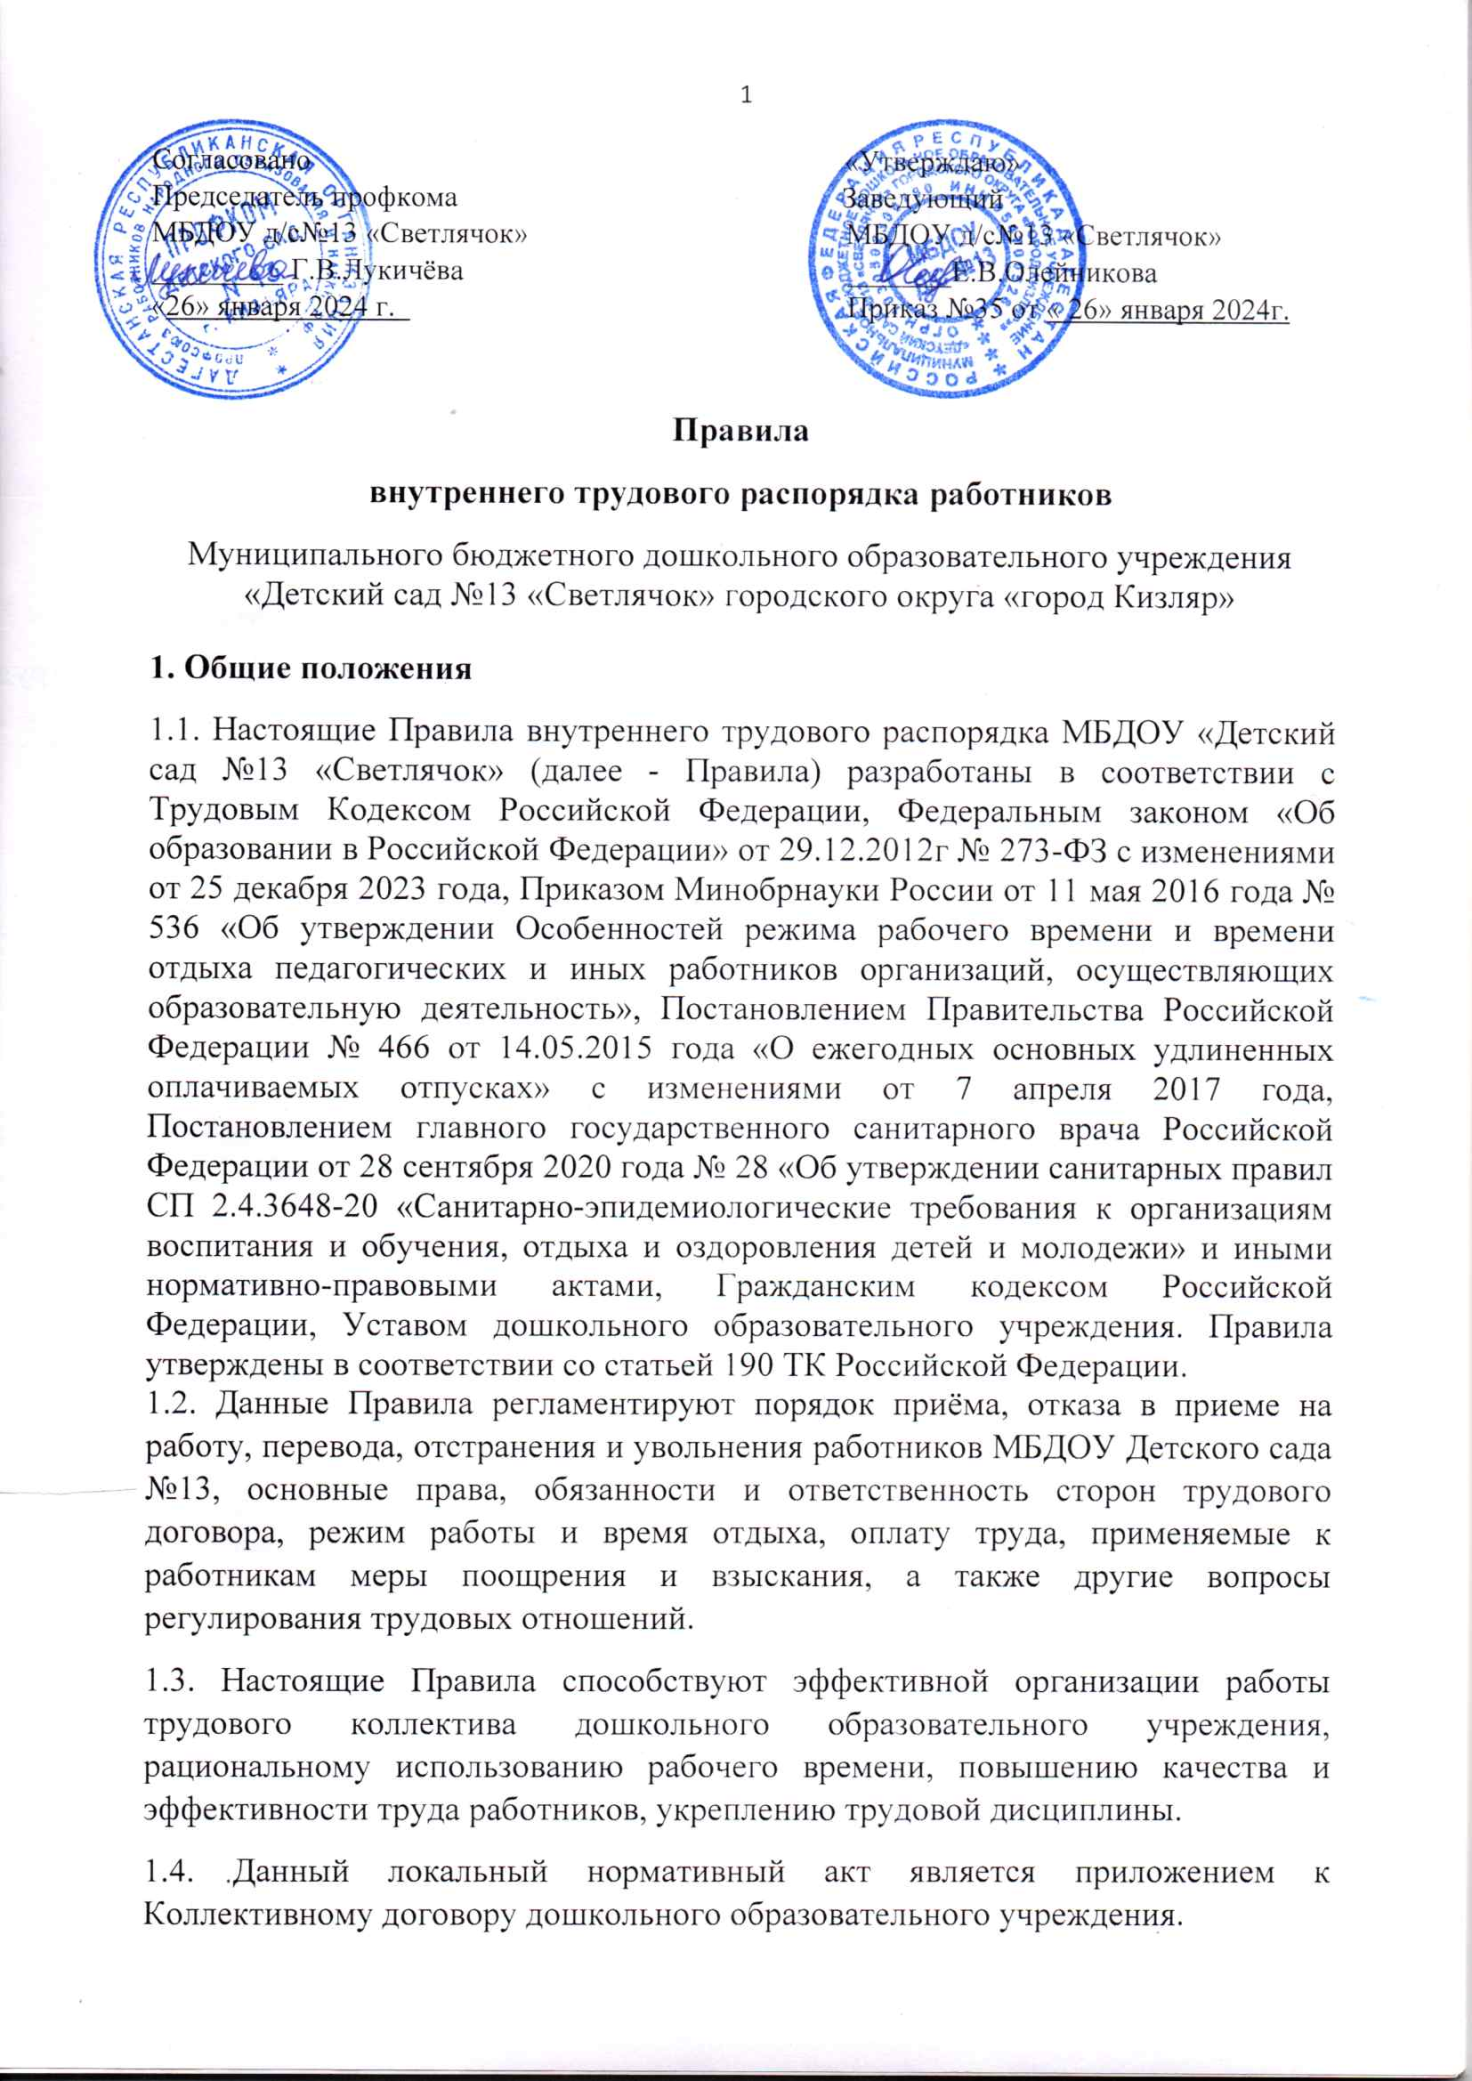 1
Согласовано
Председатель профкома
МБДОУ д/с№13 «Светлячок»
Г.В.Лукичёва
«26» января 2024 г.
«Утверждаю»
Заведующий
МБДОУ д/с№13 «Светлячок»
Е.В.Олейникова
Приказ №35 от « 26» января 2024г.
Правила
внутреннего трудового распорядка работников
Муниципального бюджетного дошкольного образовательного учреждения
«Детский сад №13 «Светлячок» городского округа «город Кизляр»
1. Общие положения
1.1. Настоящие Правила внутреннего трудового распорядка МБДОУ «Детский
сад №13 «Светлячок» (далее - Правила) разработаны в соответствии с
Трудовым Кодексом Российской Федерации, Федеральным законом «Об
образовании в Российской Федерации» от 29.12.2012г № 273-ФЗ с изменениями
от 25 декабря 2023 года, Приказом Минобрнауки России от 11 мая 2016 года №
536 «Об утверждении Особенностей режима рабочего времени и времени
отдыха педагогических и иных работников организаций, осуществляющих
образовательную деятельность», Постановлением Правительства Российской
Федерации № 466 от 14.05.2015 года «О ежегодных основных удлиненных
оплачиваемых отпусках» с изменениями от 7 апреля 2017 года,
Постановлением главного государственного санитарного врача Российской
Федерации от 28 сентября 2020 года № 28 «Об утверждении санитарных правил
СП 2.4.3648-20 «Санитарно-эпидемиологические требования к организациям
воспитания и обучения, отдыха и оздоровления детей и молодежи» и иными
нормативно-правовыми актами, Гражданским кодексом Российской
Федерации, Уставом дошкольного образовательного учреждения. Правила
утверждены в соответствии со статьей 190 ТК Российской Федерации.
1.2. Данные Правила регламентируют порядок приёма, отказа в приеме на
работу, перевода, отстранения и увольнения работников МБДОУ Детского сада
№13, основные права, обязанности и ответственность сторон трудового
договора, режим работы и время отдыха, оплату труда, применяемые к
работникам меры поощрения и взыскания, а также другие вопросы
регулирования трудовых отношений.
1.3. Настоящие Правила способствуют эффективной организации работы
трудового коллектива дошкольного образовательного учреждения,
рациональному использованию рабочего времени, повышению качества и
эффективности труда работников, укреплению трудовой дисциплины.
1.4. .Данный локальный нормативный акт является приложением к
Коллективному договору дошкольного образовательного учреждения.